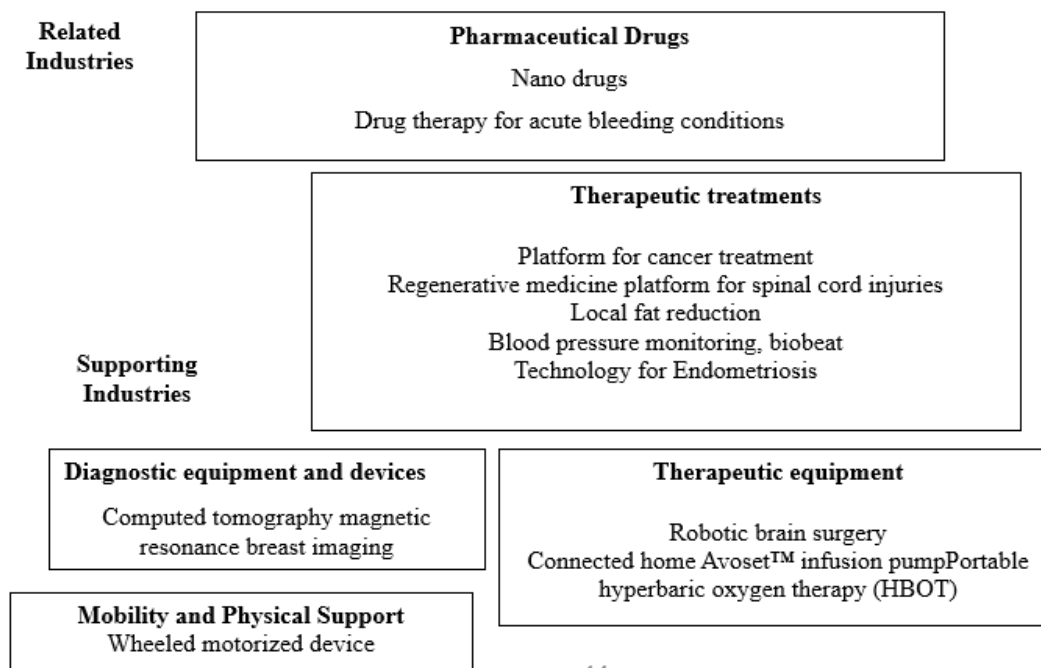 Related
Industries
Pharmaceutical Drugs
Nano drugs
Drug therapy for acute bleeding conditions
Therapeutic treatments
Platform for cancer treatment
Regenerative medicine platform for spinal cord injuries
Local fat reduction
Blood pressure monitoring, biobeat
Technology for Endometriosis
Supporting
Industries
Diagnostic equipment and devices
Computed tomography magnetic
resonance breast imaging
Therapeutic equipment
Robotic brain surgery
Connected home Avoset™ infusion pumpPortable
hyperbaric oxygen therapy (HBOT)
Mobility and Physical Support
Wheeled motorized device